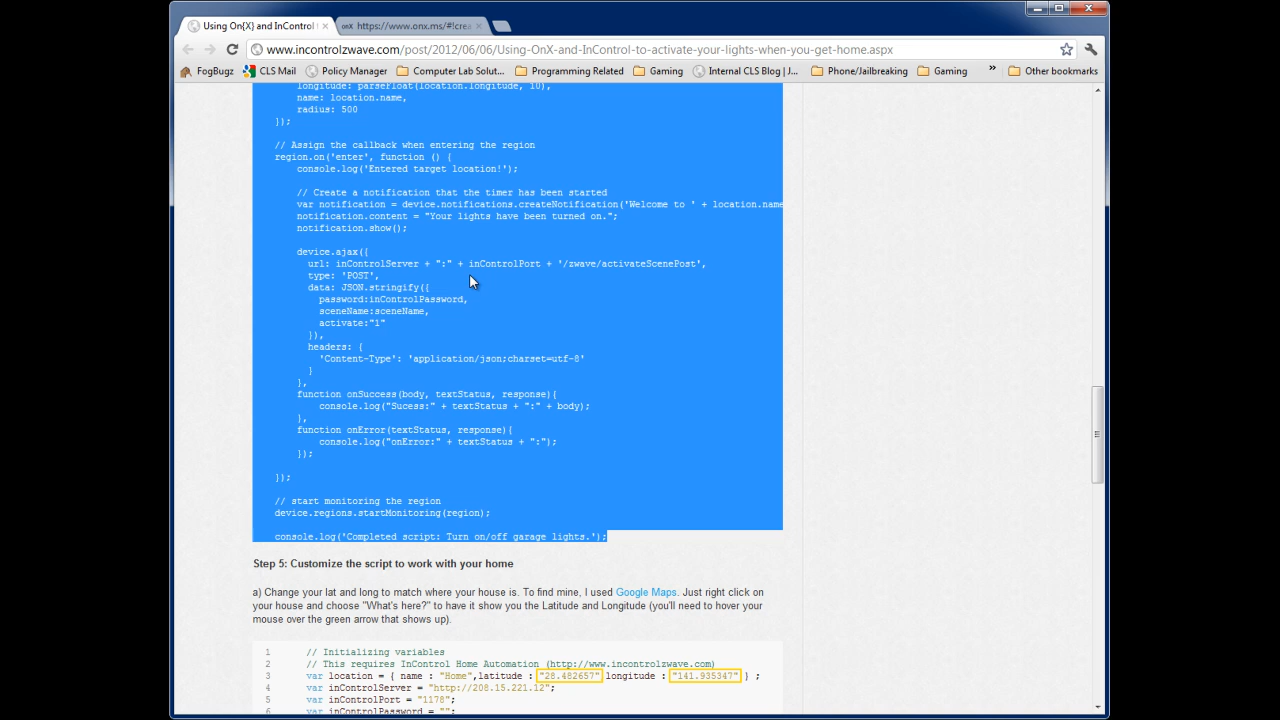 Using On{X} and InControl
https://www.onx.ms/#!crea
www.incontrolzwave.com/post/2012/06/06/Using-OnX-and-InControl-to-activate-your-lights-when-you-get-home.aspx
FogBugz CLS Mail Policy Manager Computer Lab Solut... Programming Related Gaming Internal CLS Blog | J... Phone/Jailbreaking Gaming » Other bookmarks
longitude: parseFloat(location.longitude, 10),
name: location.name,
radius: 500
});
// Assign the callback when entering the region
region.on('enter', function () {
console.log('Entered target location!');
// Create a notification that the timer has been started
var notification = device.notifications.createNotification('Welcome to ' + location.name
notification.content = "Your lights have been turned on.";
notification.show();
device.ajax({
url: inControlServer + ":" + inControlPort + '/zwave/activateScenePost',
type: 'POST',
data: JSON.stringify({
password:inControlPassword,
sceneName:sceneName,
activate:"1"
}),
headers: {
'Content-Type': 'application/json;charset=utf-8'
}
},
function onSuccess(body, textStatus, response){
console.log("Sucess:" + textStatus + ":" + body);
},
function onError(textStatus, response){
console.log("onError:" + textStatus + ":");
});
});
// start monitoring the region
device.regions.startMonitoring(region);
console.log('Completed script: Turn on/off garage lights.');
Step 5: Customize the script to work with your home
a) Change your lat and long to match where your house is. To find mine, I used Google Maps. Just right click on
your house and choose "What's here?" to have it show you the Latitude and Longitude (you'll need to hover your
mouse over the green arrow that shows up).
1 // Initializing variables
2 // This requires InControl Home Automation (http://www.incontrolzwave.com)
3 var location = { name : "Home",latitude : "28.482657" longitude : "141.935347" } ;
4 var inControlServer = "http://208.15.221.12";
5 var inControlPort = "1178";
6 var inControlPassword = "";